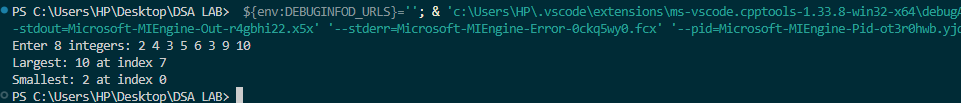 PS C:\Users\HP\Desktop\DSA LAB>  ${env:DEBUGINFOD_URLS}=''; & 'c:\Users\HP\.vscode\extensions\ms-vscode.cpptools-1.33.8-win32-x64\debugA
-stdout=Microsoft-MIEngine-Out-r4gbhi22.x5x' '--stderr=Microsoft-MIEngine-Error-0ckq5wy0.fcx' '--pid=Microsoft-MIEngine-Pid-ot3r0hwb.yjd
Enter 8 integers: 2 4 3 5 6 3 9 10
Largest: 10 at index 7
Smallest: 2 at index 0
PS C:\Users\HP\Desktop\DSA LAB>